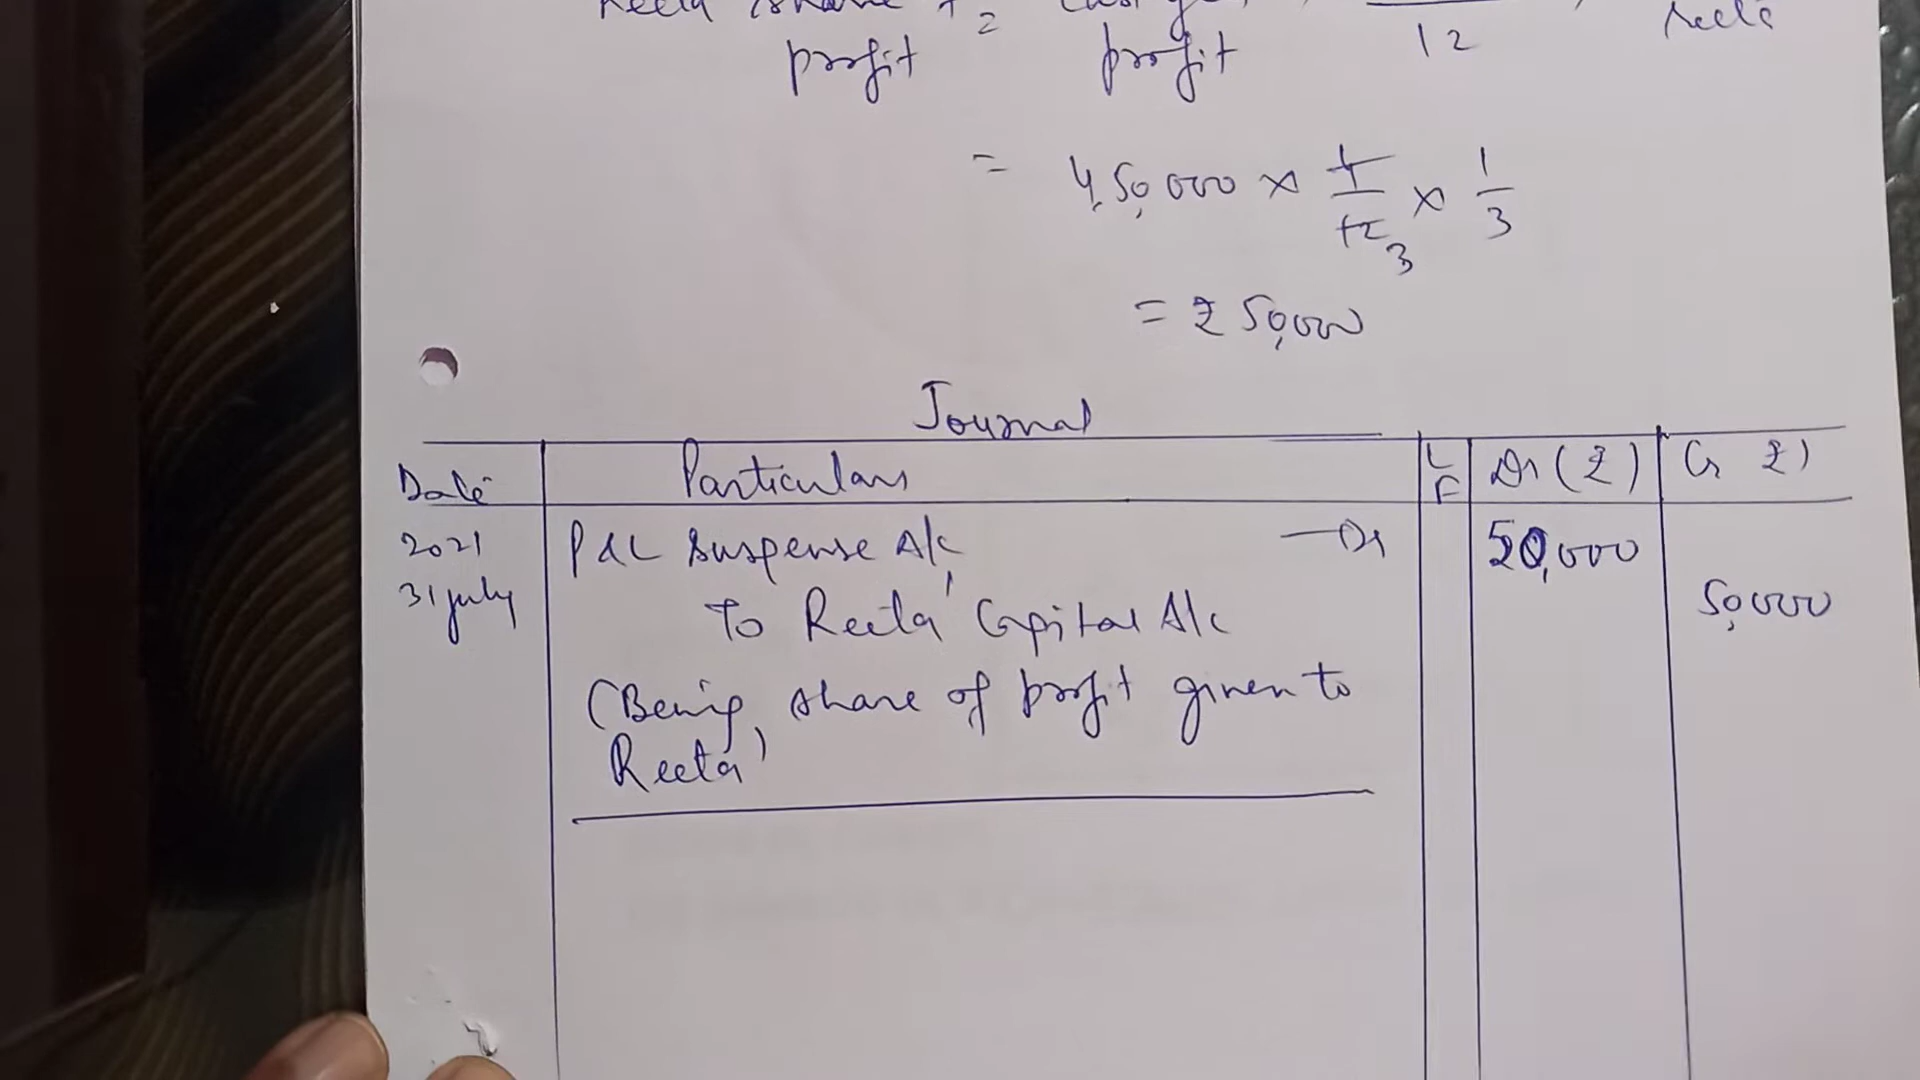 profit = profit 12
= 4,50,000 × 4/12 3 × 1/3
= ₹ 50,000
Journal
Date Particulars LF Dr (₹) Cr ₹)
2021 P&L Suspense A/c —Dr 50,000
31 July To Reeta' Capital A/c 50,000
(Being share of profit given to
Reeta)